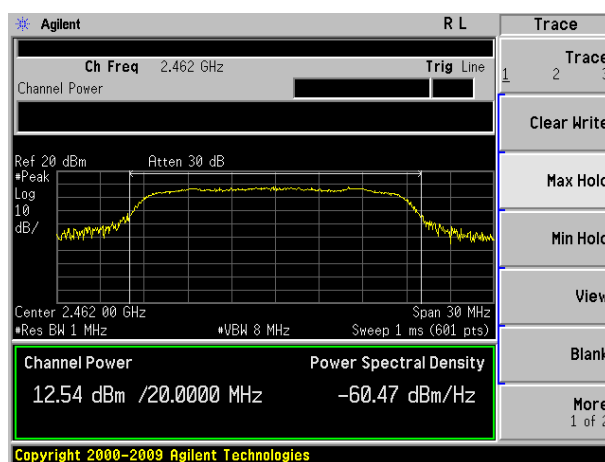 Agilent R L Trace
Ch Freq 2.462 GHz Trig Line
Channel Power
Trace
1 2
Clear Write
Max Hold
Min Hold
View
Blank
More
1 of 2
Ref 20 dBm Atten 30 dB
#Peak
Log
10
dB/
Center 2.462 00 GHz Span 30 MHz
#Res BW 1 MHz #VBW 8 MHz Sweep 1 ms (601 pts)
Channel Power Power Spectral Density
12.54 dBm /20.0000 MHz -60.47 dBm/Hz
Copyright 2000-2009 Agilent Technologies